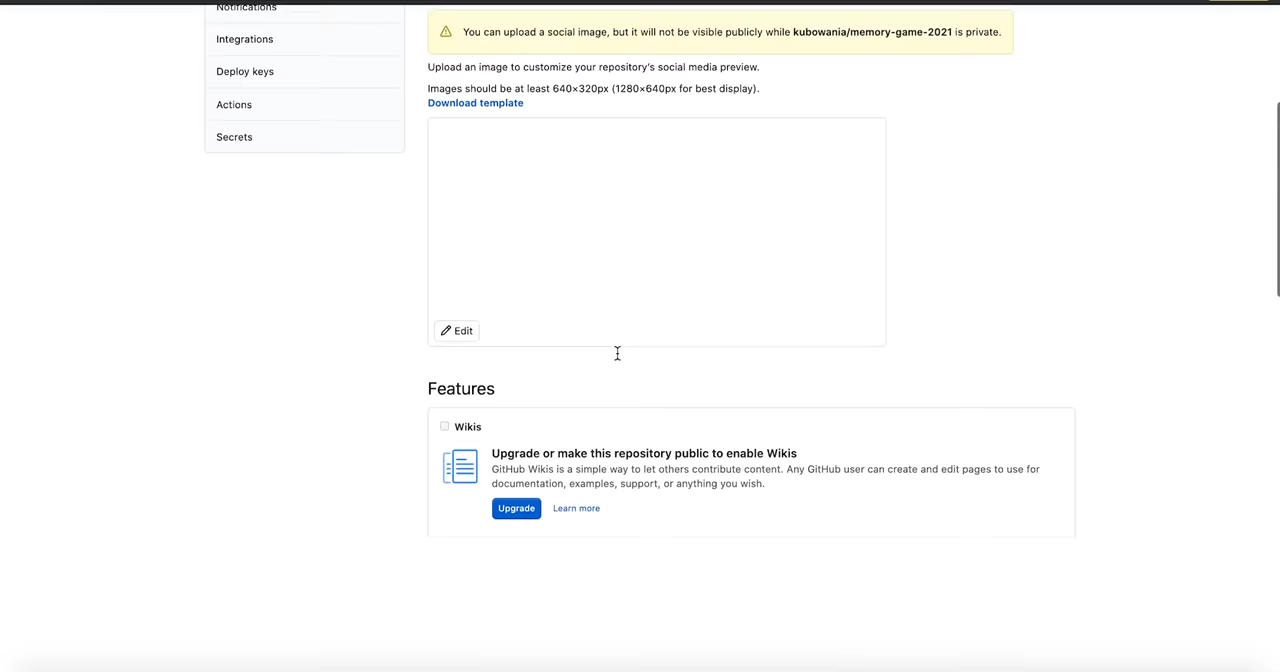 Notifications
Integrations
Deploy keys
Actions
Secrets
You can upload a social image, but it will not be visible publicly while kubowania/memory-game-2021 is private.
Upload an image to customize your repository's social media preview.
Images should be at least 640×320px (1280×640px for best display).
Download template
Edit
Features
Wikis
Upgrade or make this repository public to enable Wikis
GitHub Wikis is a simple way to let others contribute content. Any GitHub user can create and edit pages to use for
documentation, examples, support, or anything you wish.
Upgrade
Learn more